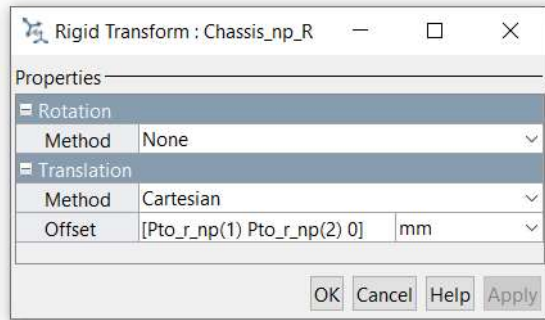 Rigid Transform : Chassis_np_R
Properties
Rotation
Method None
Translation
Method Cartesian
Offset [Pto_r_np(1) Pto_r_np(2) 0] mm
OK Cancel Help Apply